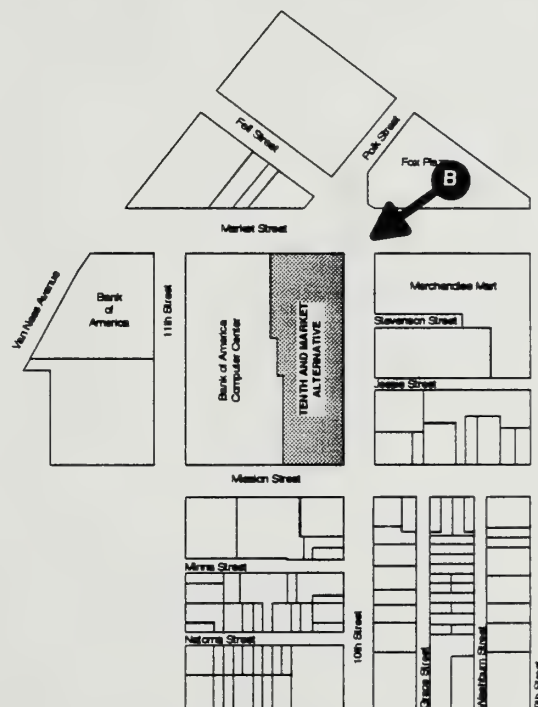 Fell Street
Polk Street
Fox
B
Market Street
Van Ness Avenue
Bank
of
America
11th Street
Bank of America
Computer Center
TENTH AND MARKET
ALTERNATIVE
Merchandise Mart
Stevenson Street
Jessie Street
Mission Street
Minna Street
Natoma Street
10th Street
Grace Street
Washburn Street
9th Street